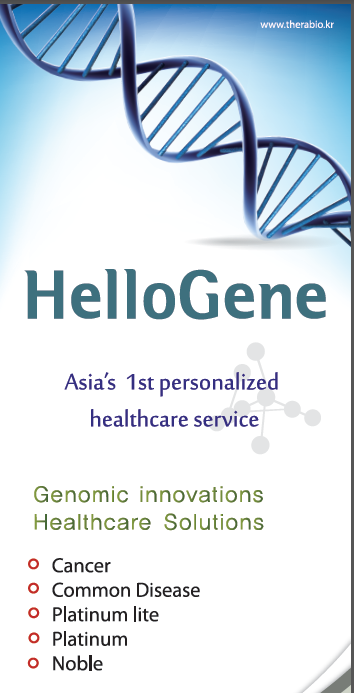 www.therabio.kr
HelloGene
Asia's 1st personalized
healthcare service
Genomic innovations
Healthcare Solutions
Cancer
Common Disease
Platinum lite
Platinum
Noble